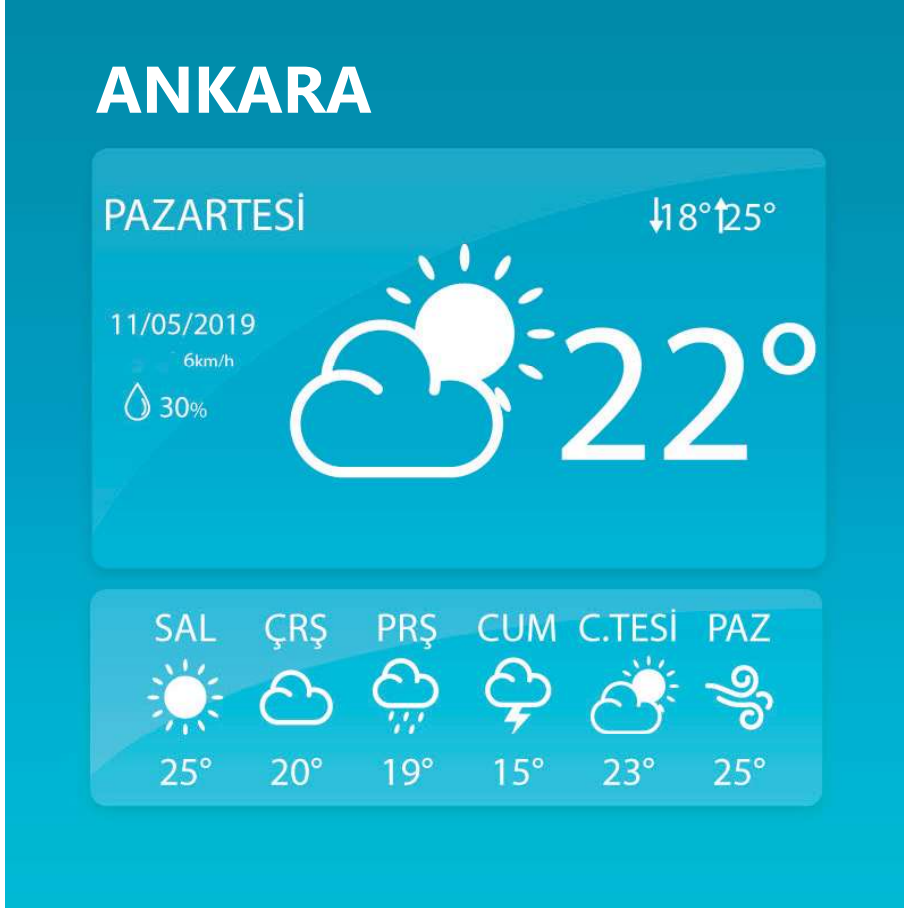 ANKARA
PAZARTESİ 18° 25°
11/05/2019
6km/h
30%
22°
SAL ÇRŞ PRŞ CUM C.TESİ PAZ
25° 20° 19° 15° 23° 25°